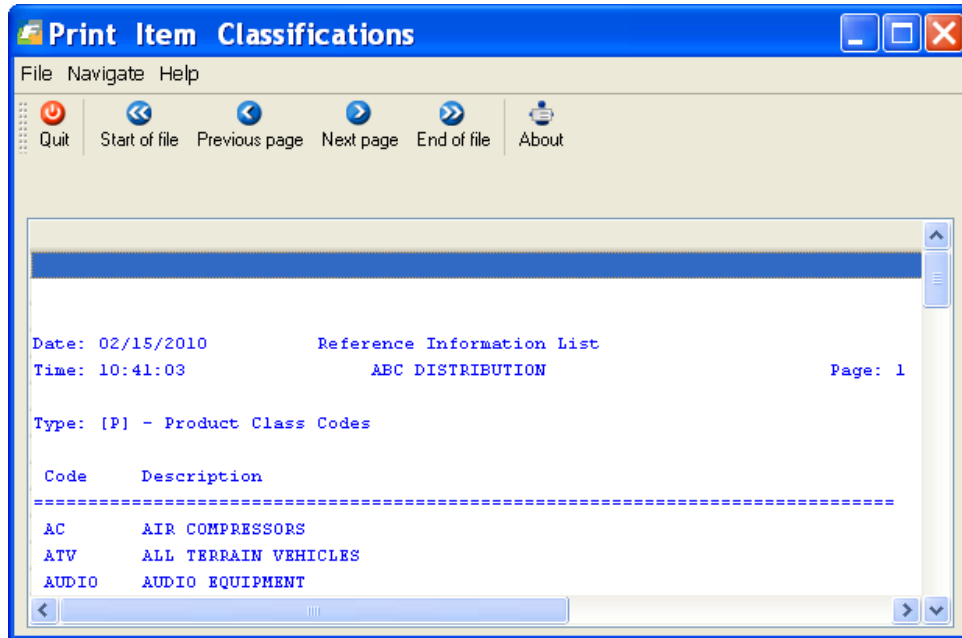 Print Item Classifications
File Navigate Help
Quit Start of file Previous page Next page End of file About
Date: 02/15/2010 Reference Information List
Time: 10:41:03 ABC DISTRIBUTION Page: 1
Type: [P] - Product Class Codes
Code Description
================================================================================
AC AIR COMPRESSORS
ATV ALL TERRAIN VEHICLES
AUDIO AUDIO EQUIPMENT